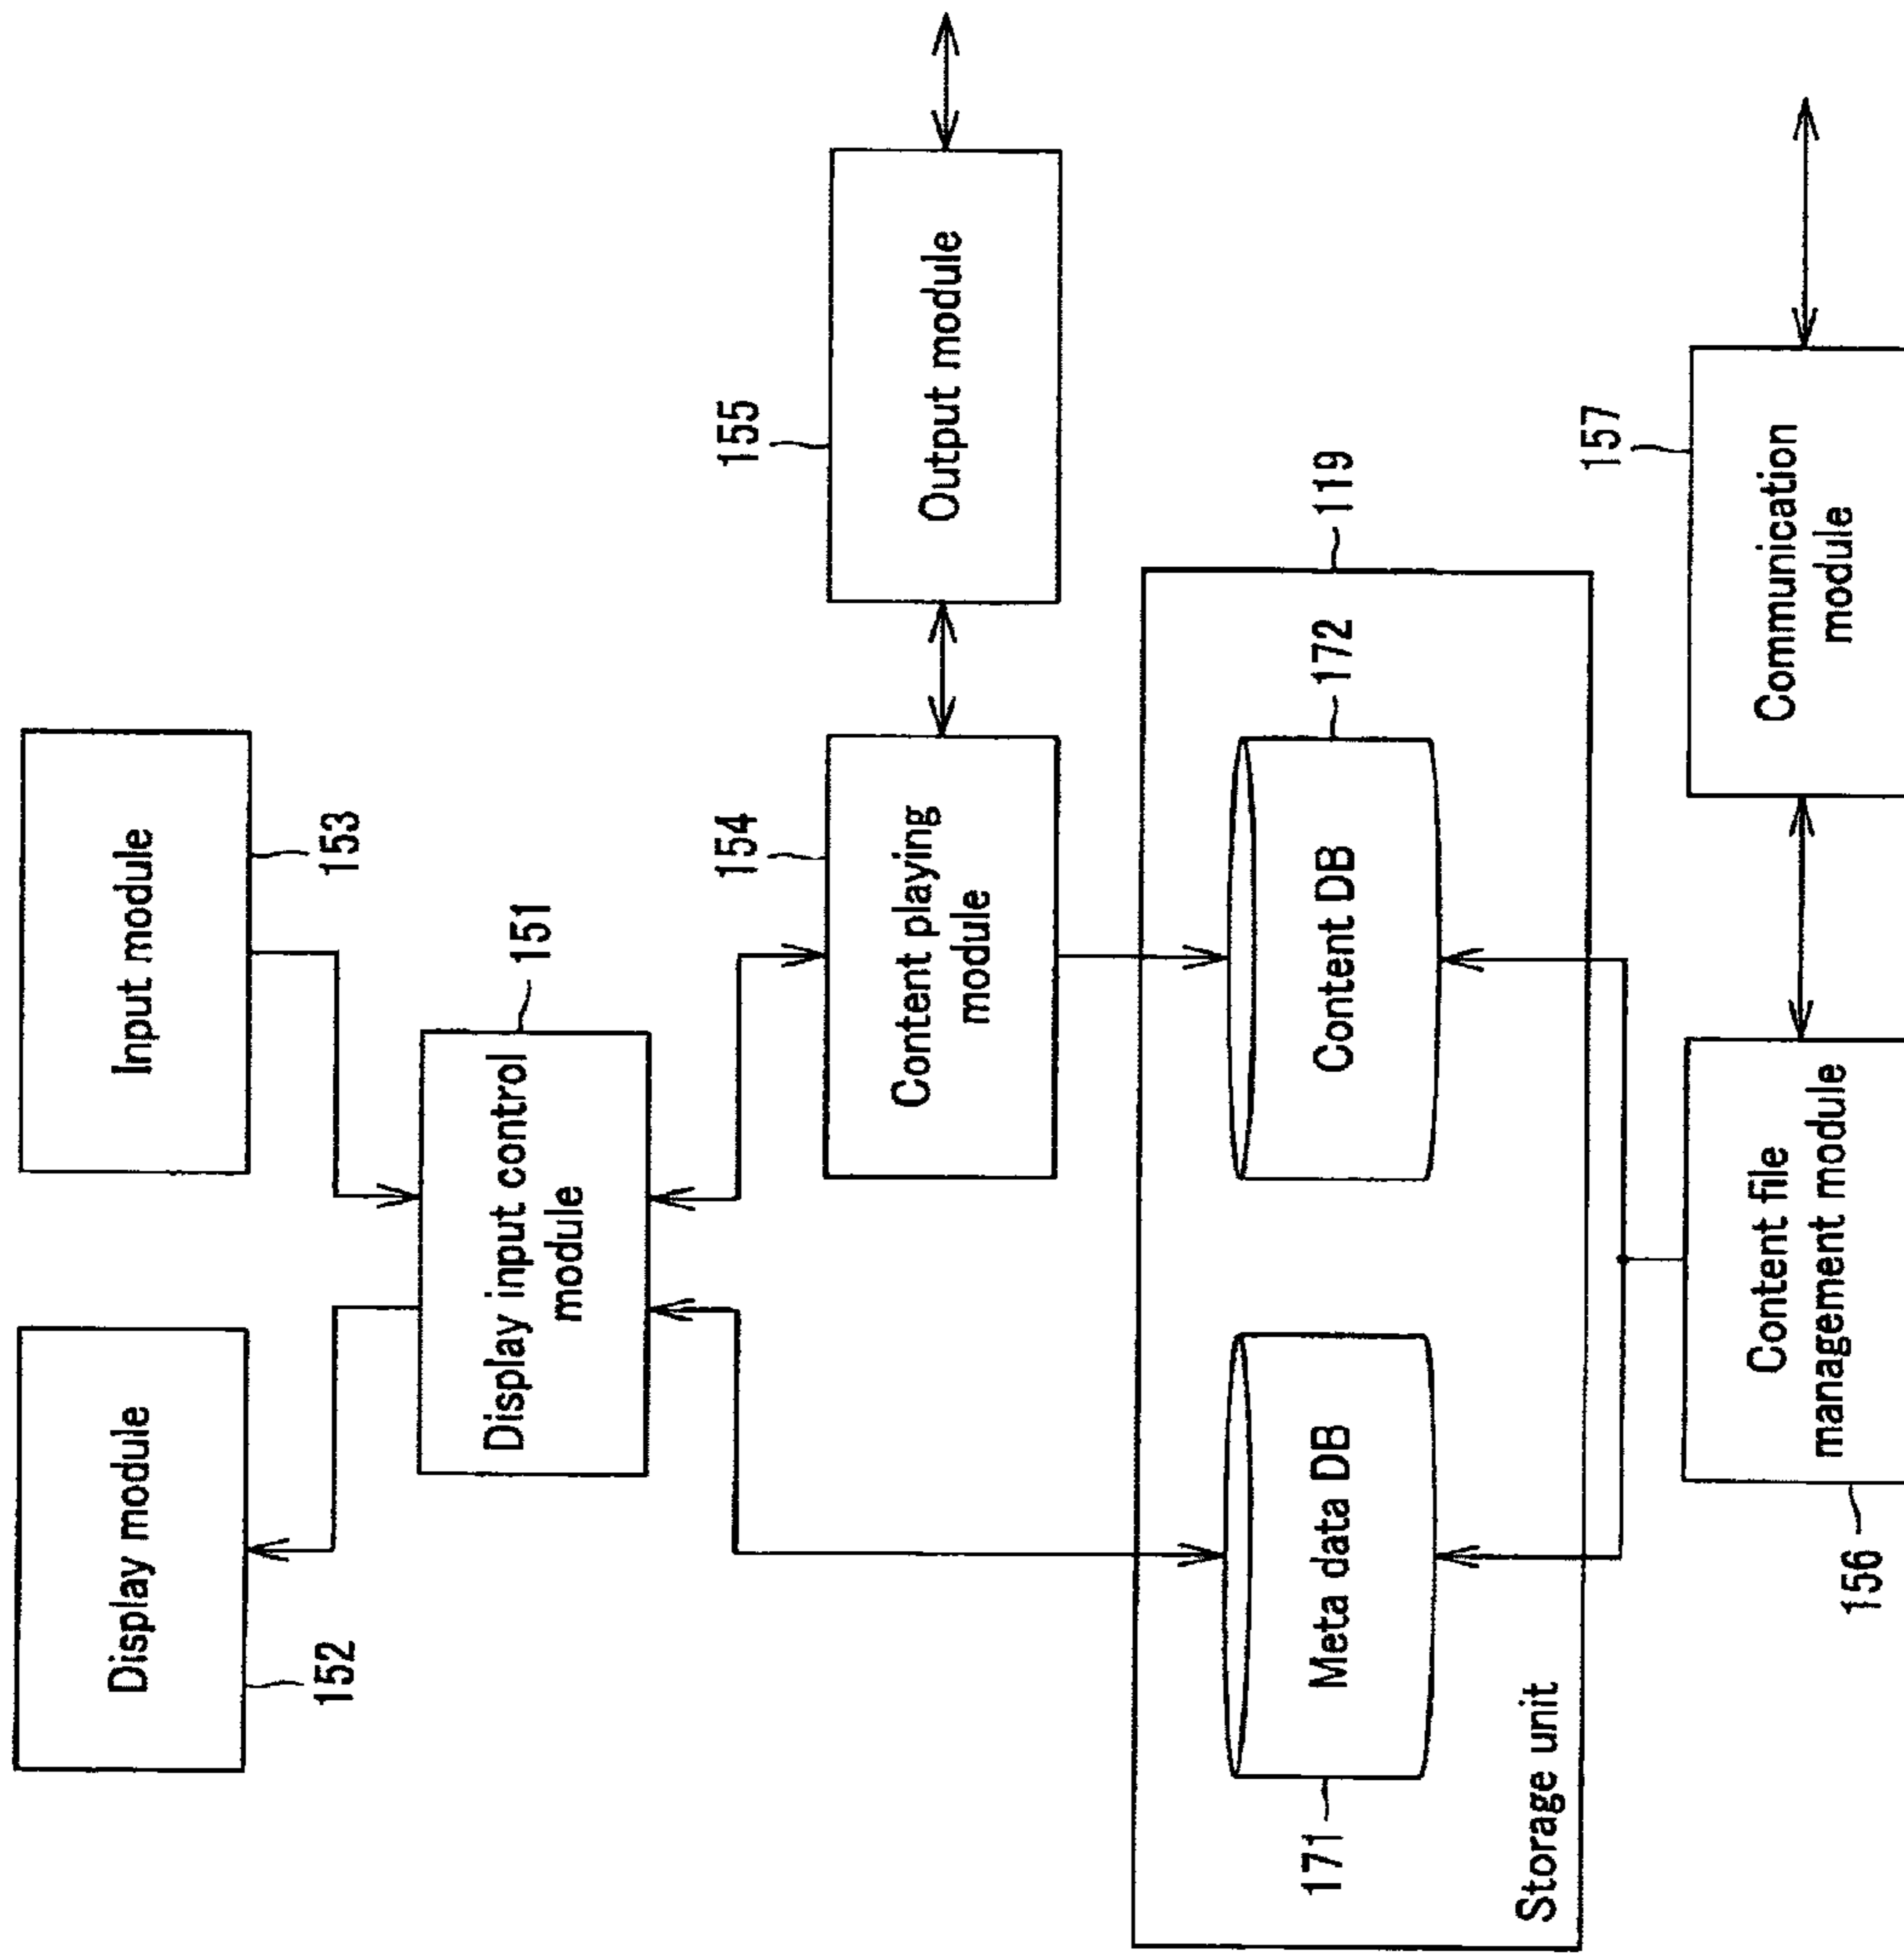 Display module
152
Input module
153
Display input control
module
151
Content playing
module
154
Output module
155
Storage unit
119
Meta data DB
171
Content DB
172
Content file
management module
156
Communication
module
157